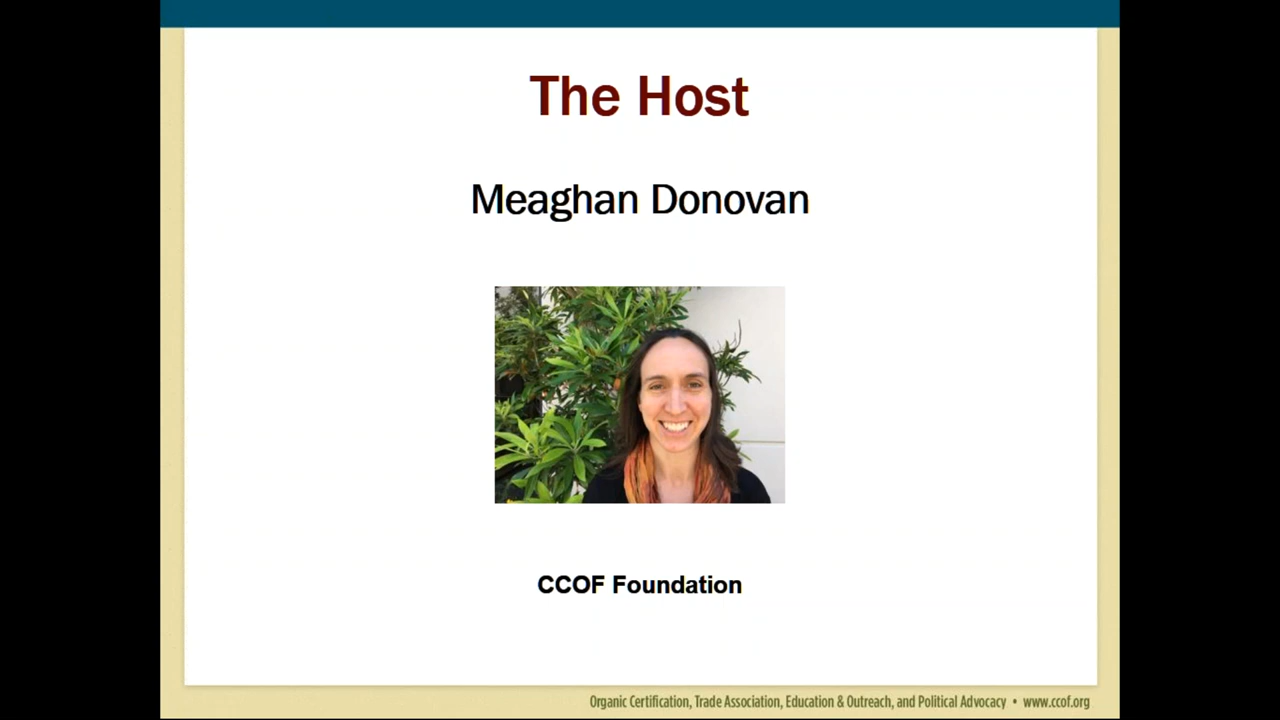 The Host
Meaghan Donovan
CCOF Foundation
Organic Certification, Trade Association, Education & Outreach, and Political Advocacy • www.ccof.org